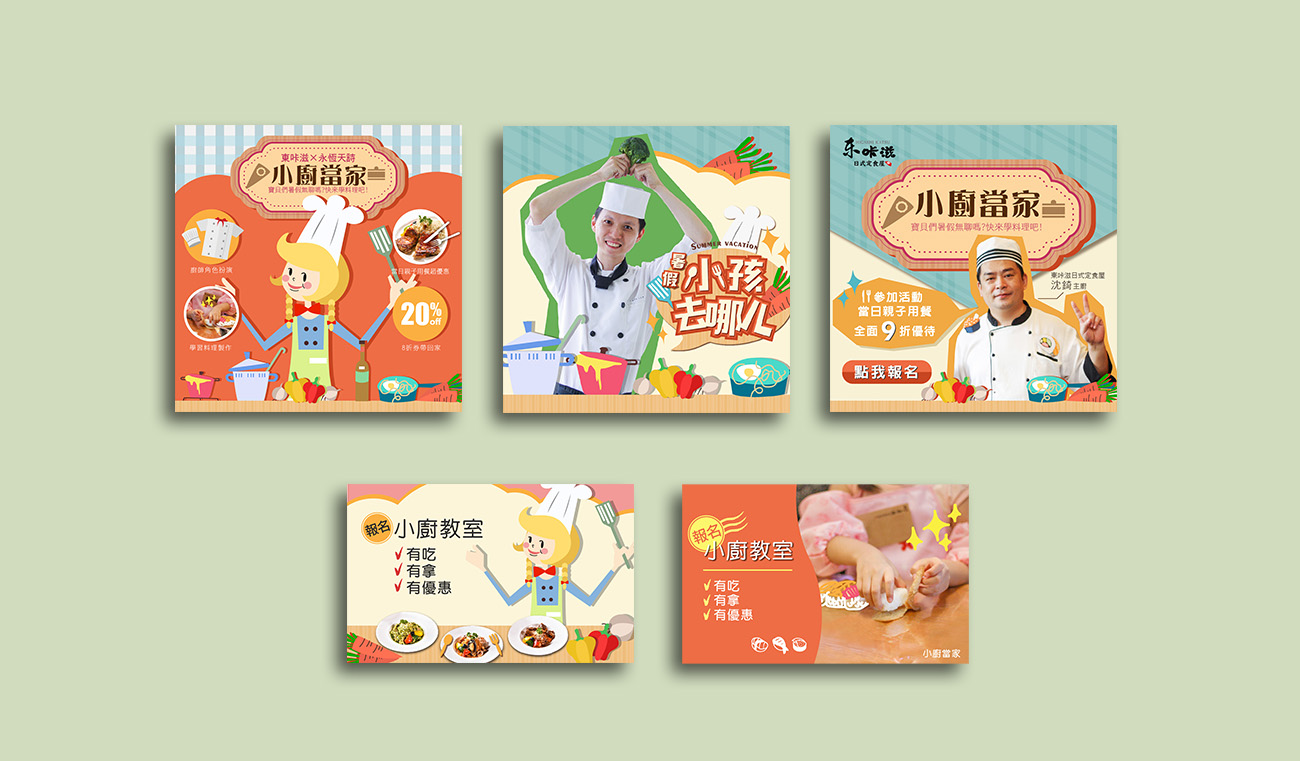 東咔滋×永恆天詩
小廚當家
寶貝們暑假無聊嗎?快來學料理吧!
廚師角色扮演
當日親子用餐超優惠
學習料理製作
20%
off
8折券帶回家
SUMMER VACATION
暑假
小孩
去哪儿
东咔滋
日式定食屋
小廚當家
寶貝們暑假無聊嗎?快來學料理吧!
參加活動
當日親子用餐
全面9折優待
東咔滋日式定食屋
沈錡主廚
點我報名
報名
小廚教室
有吃
有拿
有優惠
報名
小廚教室
有吃
有拿
有優惠
小廚當家